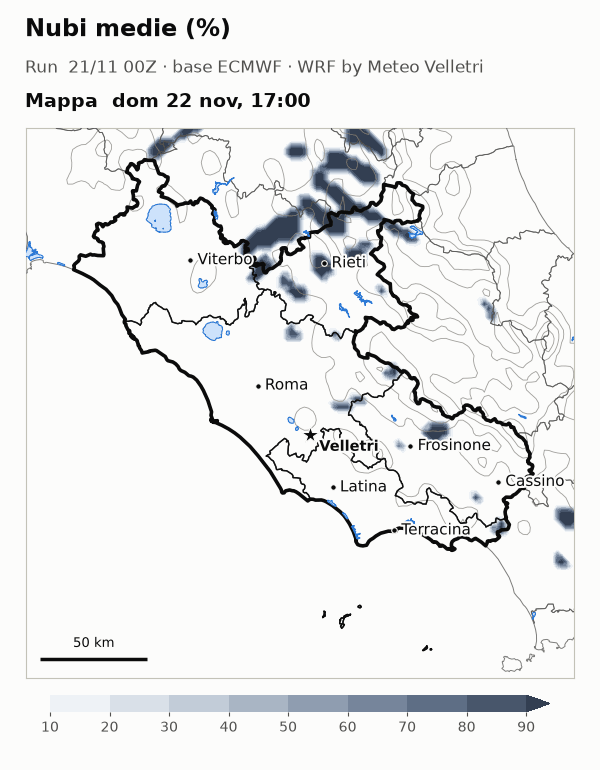 Nubi medie (%)
Run  21/11 00Z · base ECMWF · WRF by Meteo Velletri
Mappa  dom 22 nov, 17:00
Viterbo
Rieti
Roma
Velletri
Frosinone
Cassino
Latina
Terracina
50 km
10 20 30 40 50 60 70 80 90